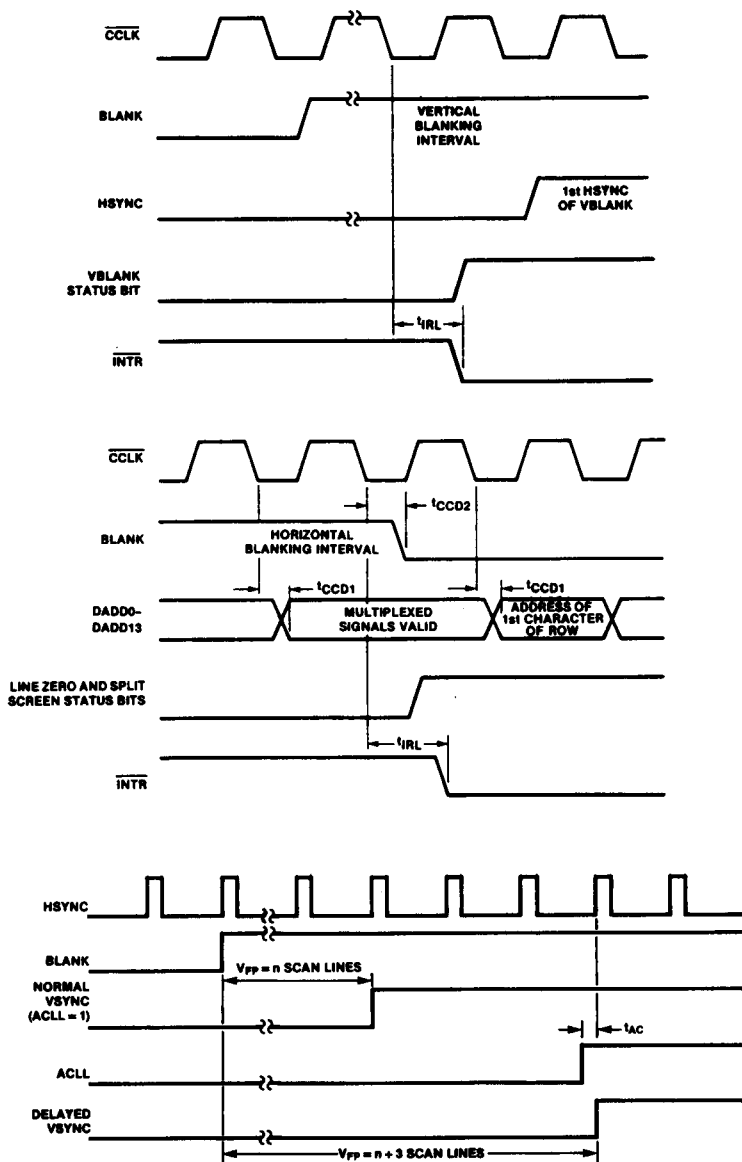 CCLK
BLANK
VERTICAL
BLANKING
INTERVAL
HSYNC
1st HSYNC
OF VBLANK
VBLANK
STATUS BIT
tIRL
INTR
CCLK
tCCD2
BLANK
HORIZONTAL
BLANKING INTERVAL
tCCD1
tCCD1
DADD0–
DADD13
MULTIPLEXED
SIGNALS VALID
ADDRESS OF
1st CHARACTER
OF ROW
LINE ZERO AND SPLIT
SCREEN STATUS BITS
tIRL
INTR
HSYNC
BLANK
VFP = n SCAN LINES
NORMAL
VSYNC
(ACLL = 1)
tAC
ACLL
DELAYED
VSYNC
VFP = n + 3 SCAN LINES